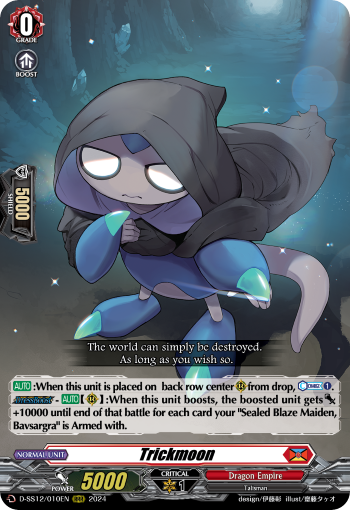 0
GRADE
BOOST
5000
SHIELD
The world can simply be destroyed.
As long as you wish so.
AUTO :When this unit is placed on back row center from drop, COMBO 1.
AUTO 】:When this unit boosts, the boosted unit gets
+10000 until end of that battle for each card your "Sealed Blaze Maiden,
Bavsargra" is Armed with.
NORMAL UNIT
Trickmoon
POWER 5000
CRITICAL
1
Dragon Empire
Talisman
D-SS12/010EN 2024
design/伊藤彰 illust/齋藤タヶオ